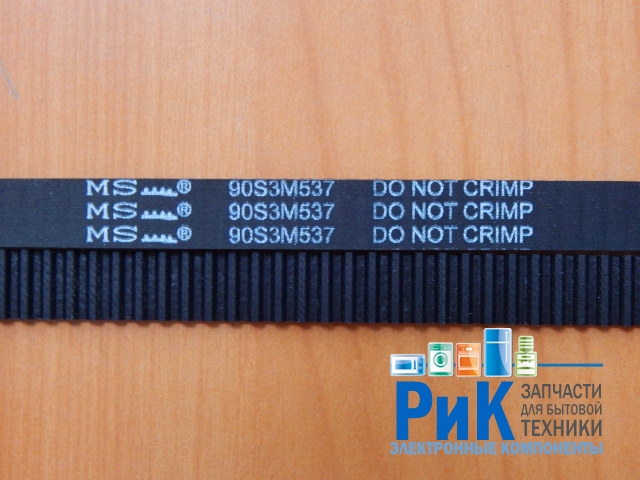 MS ® 90S3M537 DO NOT CRIMP
MS ® 90S3M537 DO NOT CRIMP
MS ® 90S3M537 DO NOT CRIMP
РиК ЗАПЧАСТИ
ДЛЯ БЫТОВОЙ
ТЕХНИКИ
ЭЛЕКТРОННЫЕ КОМПОНЕНТЫ